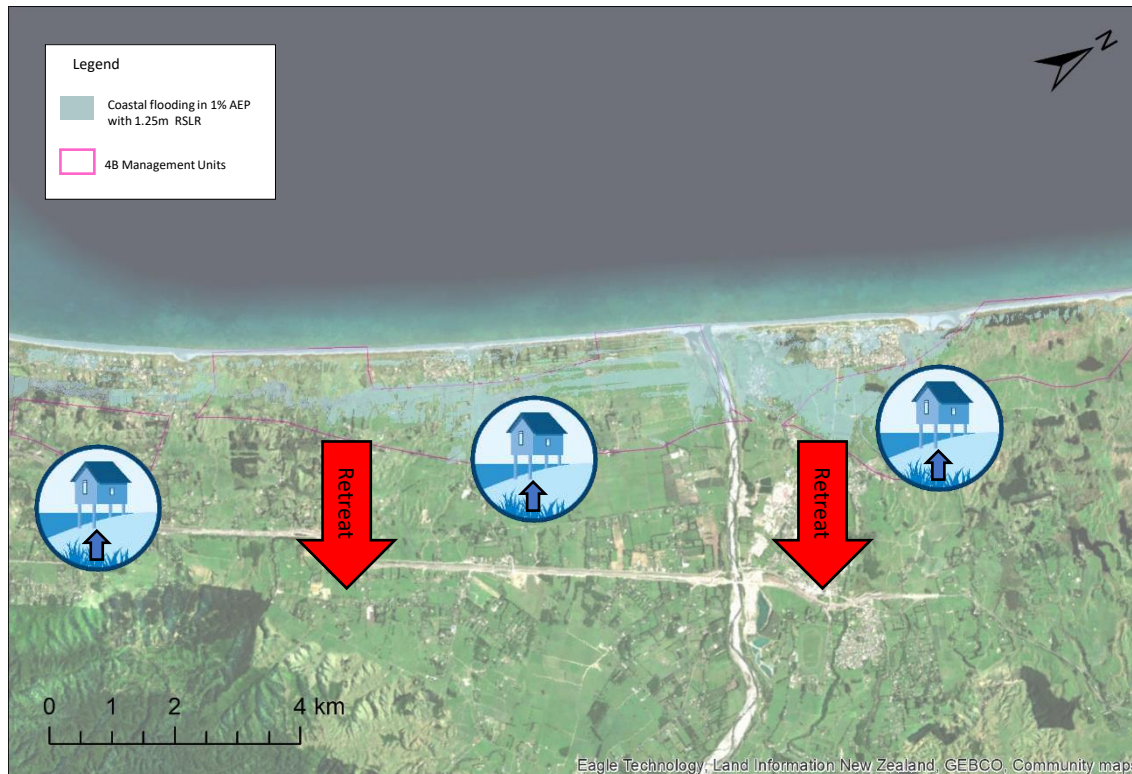 Legend
Coastal flooding in 1% AEP
with 1.25m RSLR
4B Management Units
N
Retreat
Retreat
0 1 2 4 km
Eagle Technology, Land Information New Zealand, GEBCO, Community maps